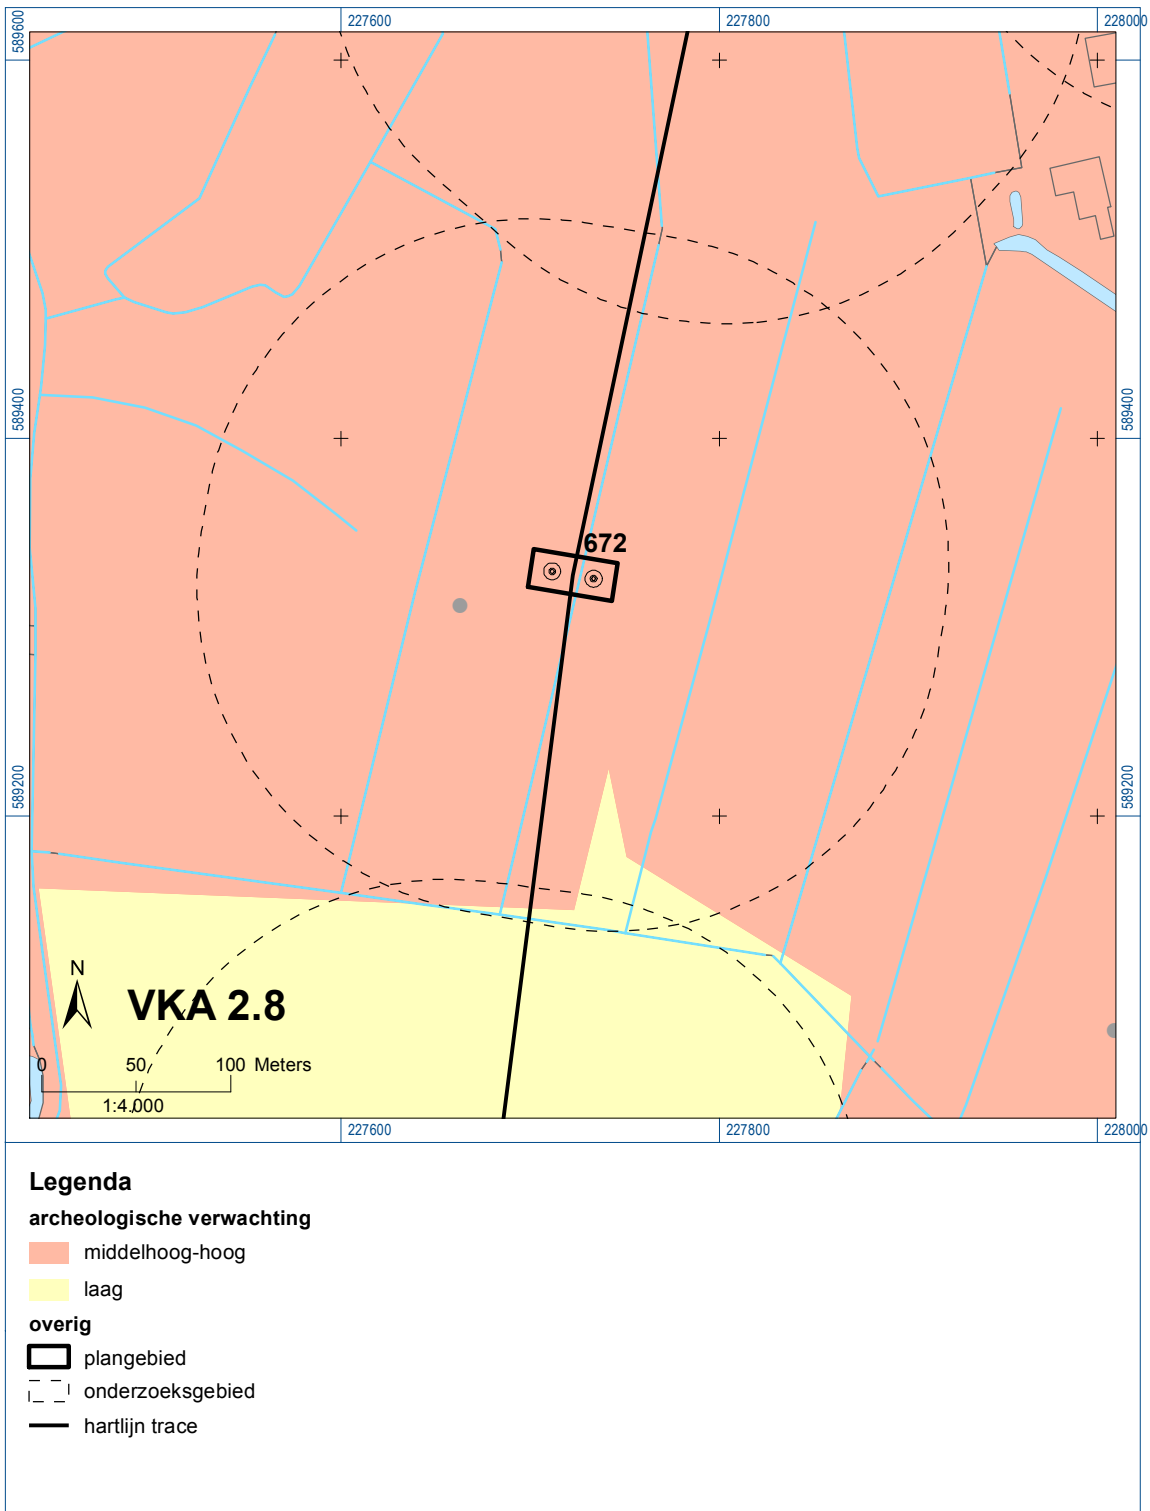 227600
227800
228000
589600
589400
589400
672
589200
589200
N
VKA 2.8
0
50
100 Meters
1:4.000
227600
227800
228000
Legenda
archeologische verwachting
middelhoog-hoog
laag
overig
plangebied
onderzoeksgebied
hartlijn trace